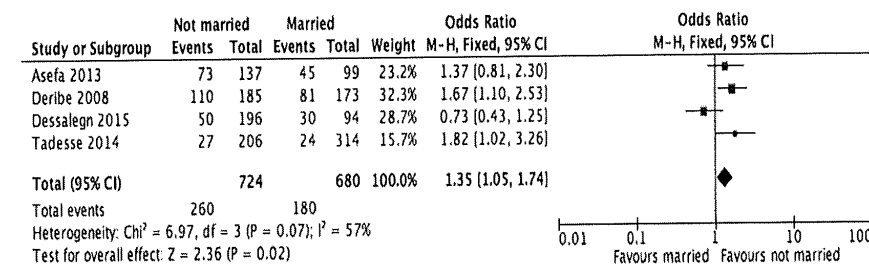 Not married Married Odds Ratio Odds Ratio
Study or Subgroup Events Total Events Total Weight M-H, Fixed, 95% CI M-H, Fixed, 95% CI
Asefa 2013 73 137 45 99 23.2% 1.37 [0.81, 2.30]
Deribe 2008 110 185 81 173 32.3% 1.67 [1.10, 2.53]
Dessalegn 2015 50 196 30 94 28.7% 0.73 [0.43, 1.25]
Tadesse 2014 27 206 24 314 15.7% 1.82 [1.02, 3.26]
Total (95% CI) 724 680 100.0% 1.35 [1.05, 1.74]
Total events 260 180
Heterogeneity: Chi² = 6.97, df = 3 (P = 0.07); I² = 57%
Test for overall effect: Z = 2.36 (P = 0.02)
0.01 0.1 1 10 100
Favours married Favours not married